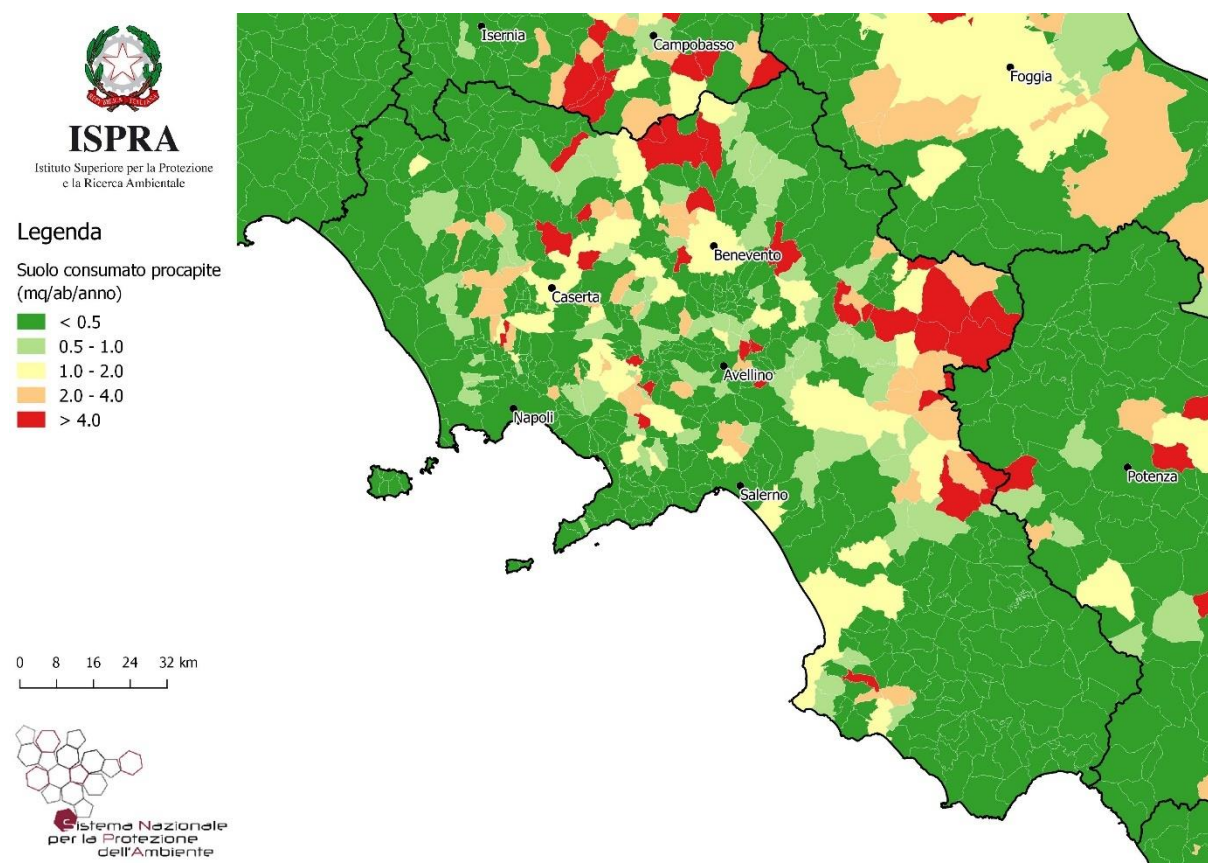 REPVBBLICA ITALIANA
ISPRA
Istituto Superiore per la Protezione
e la Ricerca Ambientale
Legenda
Suolo consumato procapite
(mq/ab/anno)
< 0.5
0.5 - 1.0
1.0 - 2.0
2.0 - 4.0
> 4.0
0 8 16 24 32 km
Sistema Nazionale
per la Protezione
dell'Ambiente
Isernia
Campobasso
Foggia
Benevento
Caserta
Avellino
Napoli
Salerno
Potenza